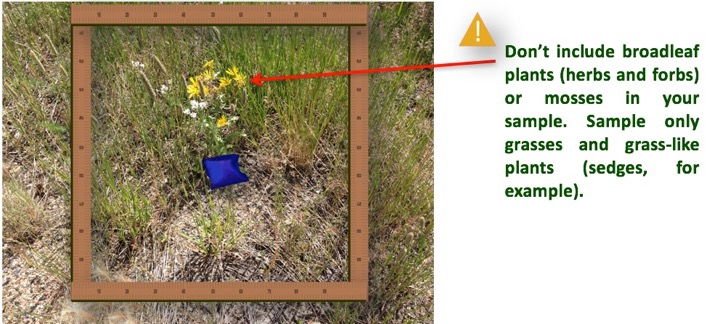 Don’t include broadleaf
plants (herbs and forbs)
or mosses in your
sample. Sample only
grasses and grass-like
plants (sedges, for
example).